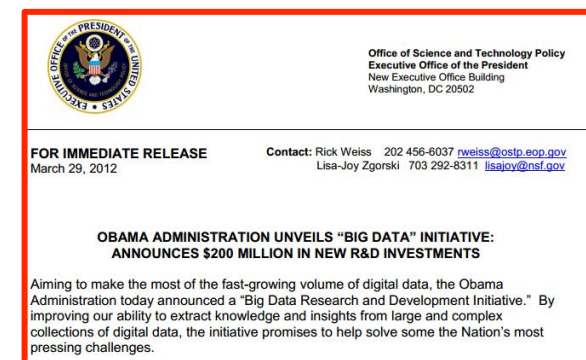 EXECUTIVE OFFICE OF THE PRESIDENT OF THE UNITED STATES
Office of Science and Technology Policy
Executive Office of the President
New Executive Office Building
Washington, DC 20502
FOR IMMEDIATE RELEASE
March 29, 2012
Contact: Rick Weiss 202 456-6037 rweiss@ostp.eop.gov
Lisa-Joy Zgorski 703 292-8311 lisajoy@nsf.gov
OBAMA ADMINISTRATION UNVEILS “BIG DATA” INITIATIVE:
ANNOUNCES $200 MILLION IN NEW R&D INVESTMENTS
Aiming to make the most of the fast-growing volume of digital data, the Obama
Administration today announced a “Big Data Research and Development Initiative.” By
improving our ability to extract knowledge and insights from large and complex
collections of digital data, the initiative promises to help solve some the Nation’s most
pressing challenges.